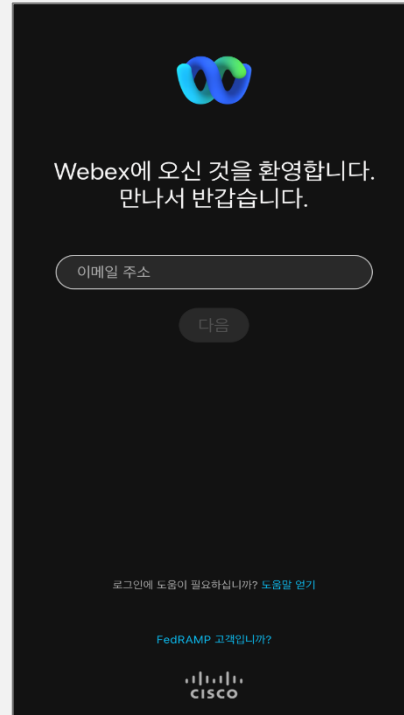 Webex에 오신 것을 환영합니다.
만나서 반갑습니다.
이메일 주소
다음
로그인에 도움이 필요하십니까? 도움말 얻기
FedRAMP 고객입니까?
CISCO